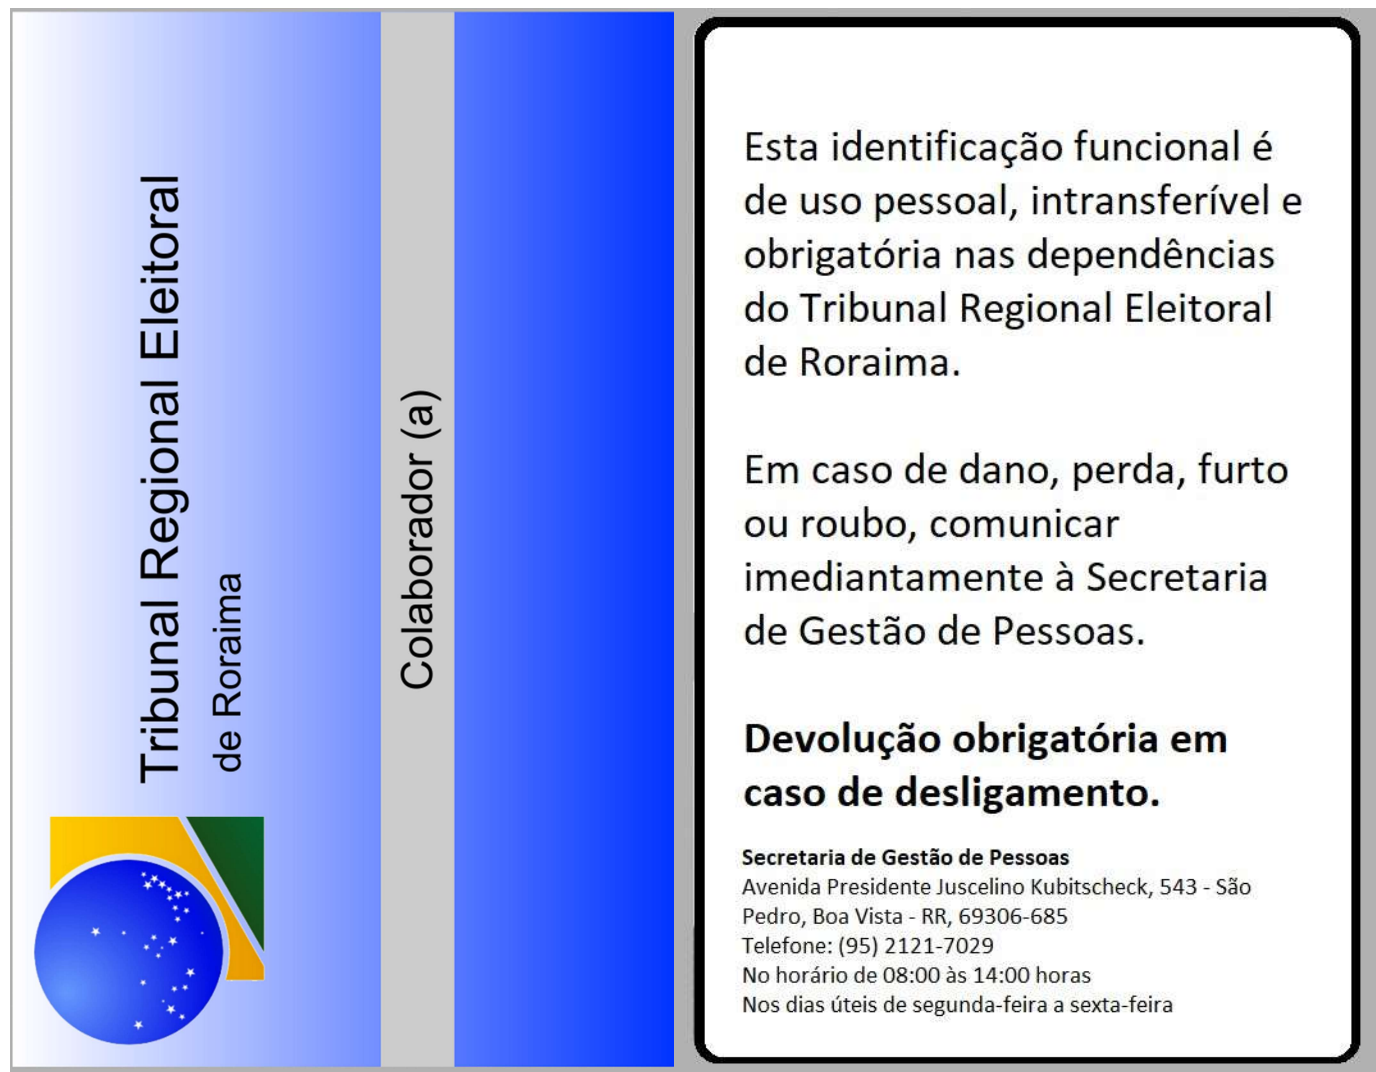 Tribunal Regional Eleitoral
de Roraima
Colaborador (a)
Esta identificação funcional é
de uso pessoal, intransferível e
obrigatória nas dependências
do Tribunal Regional Eleitoral
de Roraima.
Em caso de dano, perda, furto
ou roubo, comunicar
imediantamente à Secretaria
de Gestão de Pessoas.
Devolução obrigatória em
caso de desligamento.
Secretaria de Gestão de Pessoas
Avenida Presidente Juscelino Kubitscheck, 543 - São
Pedro, Boa Vista - RR, 69306-685
Telefone: (95) 2121-7029
No horário de 08:00 às 14:00 horas
Nos dias úteis de segunda-feira a sexta-feira